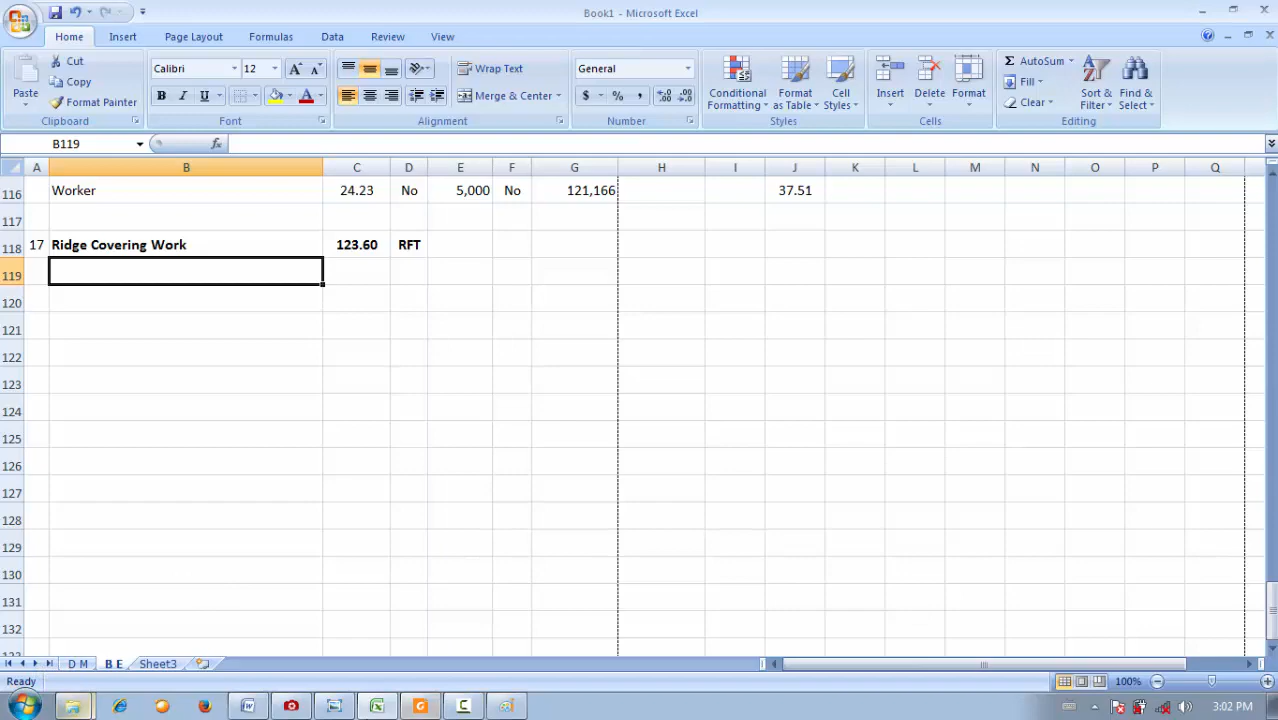 Book1 - Microsoft Excel
Home Insert Page Layout Formulas Data Review View
Paste
Cut
Copy
Format Painter
Clipboard
Calibri 12
B I U
Font
Wrap Text
Merge & Center
Alignment
General
$ % ,
Number
Conditional Formatting
Format as Table
Cell Styles
Styles
Insert Delete Format
Cells
Σ AutoSum
Fill
Clear
Sort & Filter
Find & Select
Editing
B119 fx
A B C D E F G H I J K L M N O P Q
116 Worker 24.23 No 5,000 No 121,166 37.51
117
118 17 Ridge Covering Work 123.60 RFT
119
120
121
122
123
124
125
126
127
128
129
130
131
132
D M B E Sheet3
Ready 100%
3:02 PM